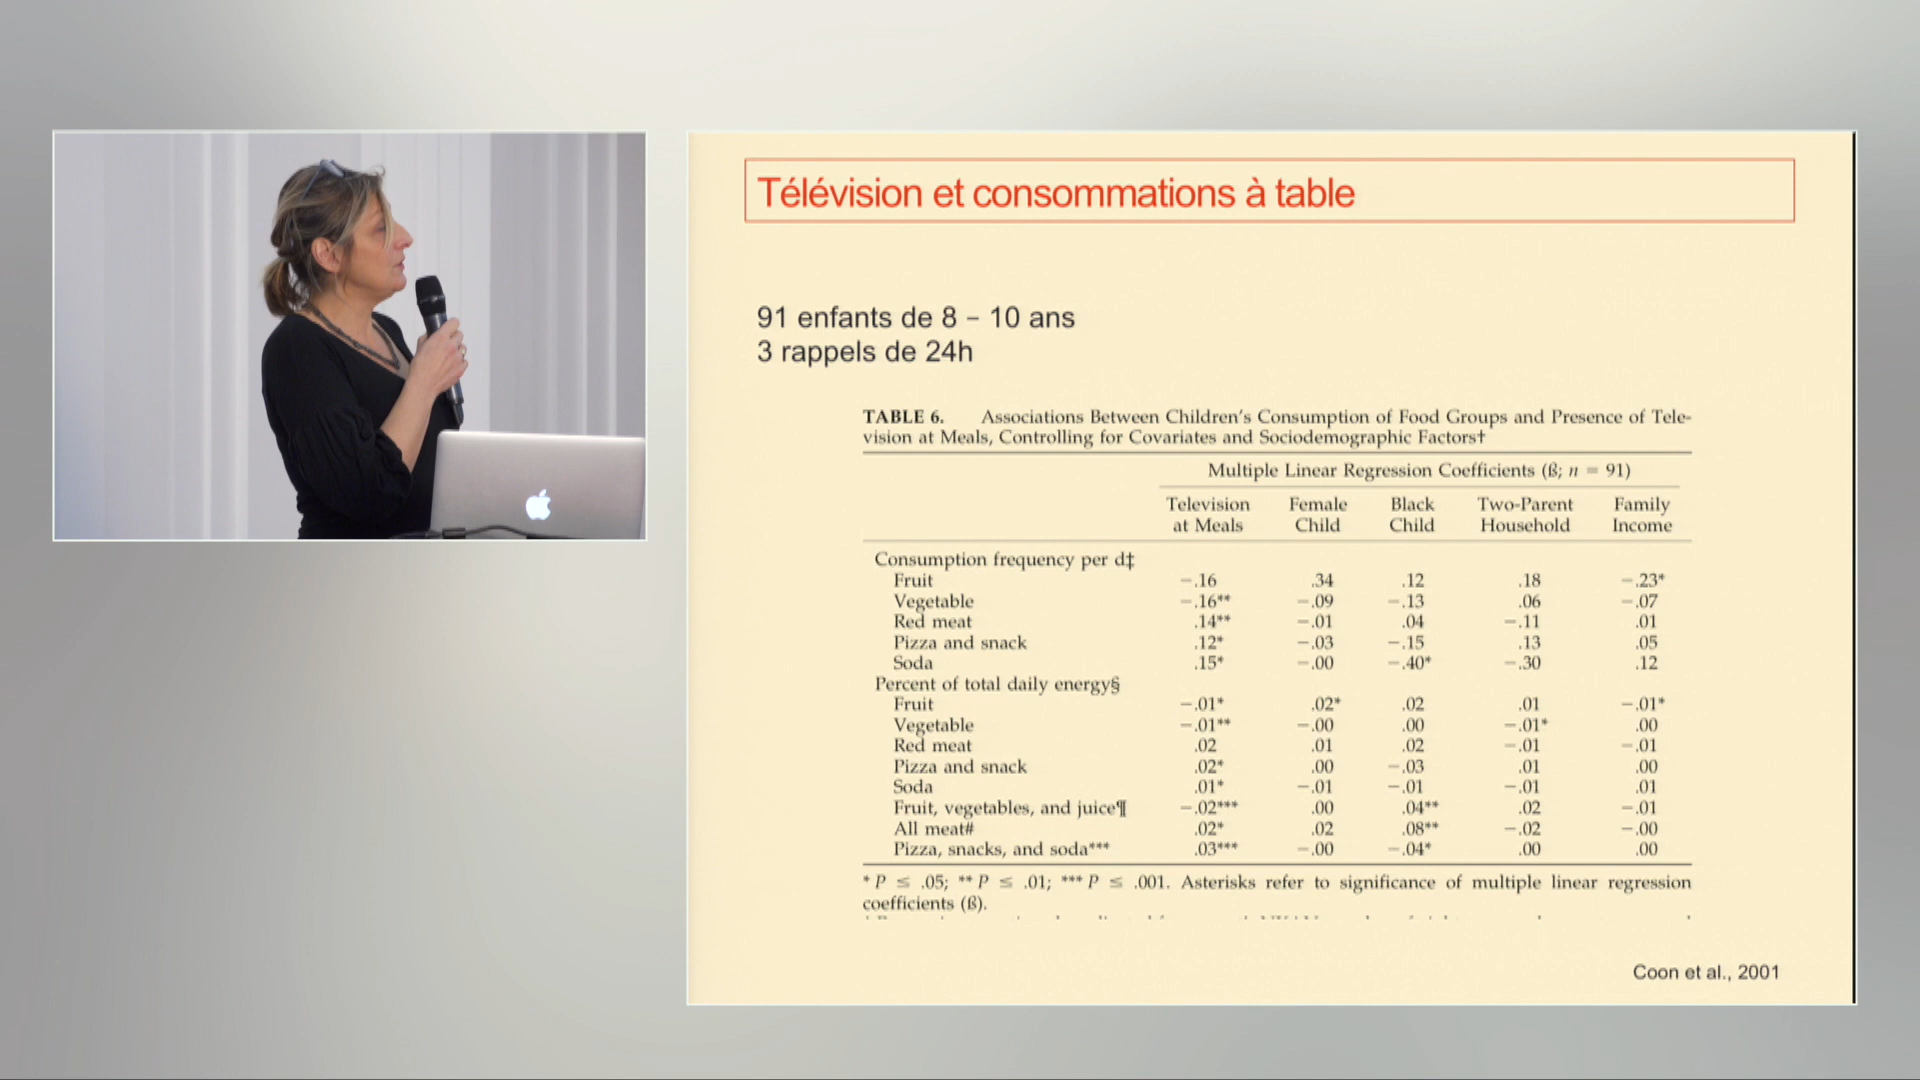 Télévision et consommations à table
91 enfants de 8 – 10 ans
3 rappels de 24h
TABLE 6. Associations Between Children's Consumption of Food Groups and Presence of Tele-
vision at Meals, Controlling for Covariates and Sociodemographic Factors†
Multiple Linear Regression Coefficients (ß; n = 91)
Television Female Black Two-Parent Family
at Meals Child Child Household Income
Consumption frequency per d‡
Fruit −.16 .34 .12 .18 −.23*
Vegetable −.16** −.09 −.13 .06 −.07
Red meat .14** −.01 .04 −.11 .01
Pizza and snack .12* −.03 −.15 .13 .05
Soda .15* −.00 −.40* −.30 .12
Percent of total daily energy§
Fruit −.01* .02* .02 .01 −.01*
Vegetable −.01** −.00 .00 −.01* .00
Red meat .02 .01 .02 −.01 −.01
Pizza and snack .02* .00 −.03 .01 .00
Soda .01* −.01 −.01 −.01 .01
Fruit, vegetables, and juice¶ −.02*** .00 .04** .02 −.01
All meat# .02* .02 .08** −.02 −.00
Pizza, snacks, and soda*** .03*** −.00 −.04* .00 .00
* P ≤ .05; ** P ≤ .01; *** P ≤ .001. Asterisks refer to significance of multiple linear regression
coefficients (ß).
Coon et al., 2001